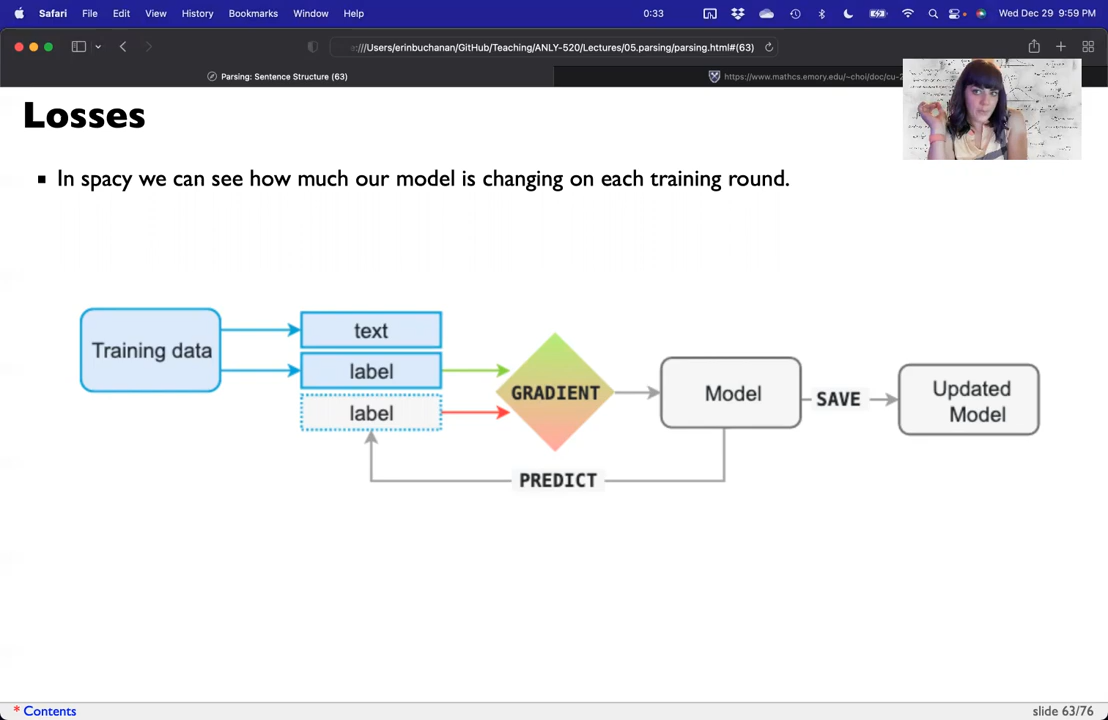 Safari File Edit View History Bookmarks Window Help 0:33 Wed Dec 29 9:59 PM
///Users/erinbuchanan/GitHub/Teaching/ANLY-520/Lectures/05.parsing/parsing.html#(63)
Parsing: Sentence Structure (63)
https://www.mathcs.emory.edu/~choi/doc/cu-2
Losses
In spacy we can see how much our model is changing on each training round.
Training data
text
label
label
GRADIENT
Model
SAVE
Updated
Model
PREDICT
* Contents
slide 63/76